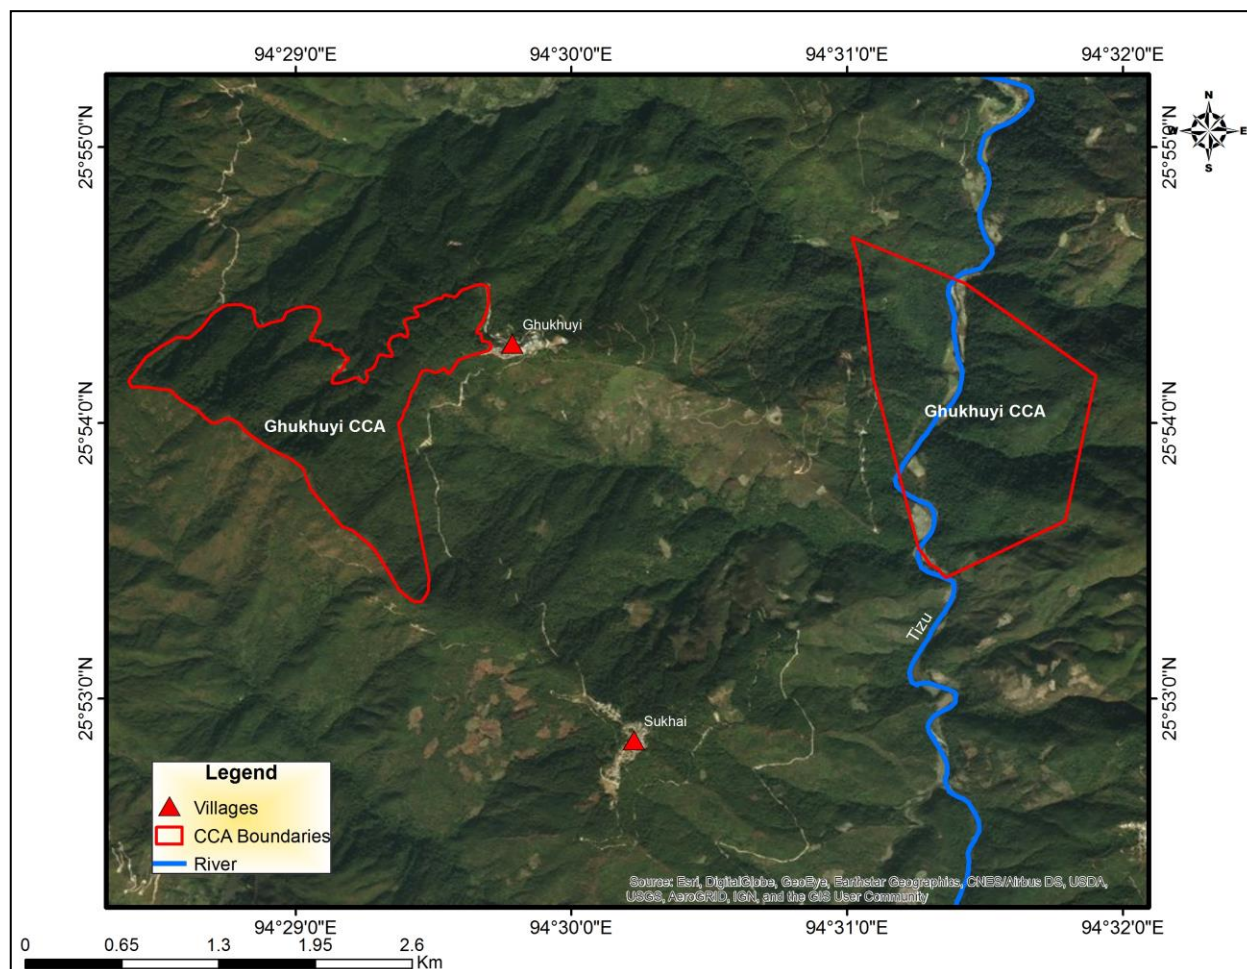 94°29'0"E 94°30'0"E 94°31'0"E 94°32'0"E
N
W E
S
25°55'0"N 25°55'0"N
Ghukhuyi
25°54'0"N 25°54'0"N
Ghukhuyi CCA
Ghukhuyi CCA
Tizu
25°53'0"N 25°53'0"N
Sukhai
Legend
Villages
CCA Boundaries
River
Source: Esri, DigitalGlobe, GeoEye, Earthstar Geographics, CNES/Airbus DS, USDA,
USGS, AeroGRID, IGN, and the GIS User Community
94°29'0"E 94°30'0"E 94°31'0"E 94°32'0"E
0 0.65 1.3 1.95 2.6
Km